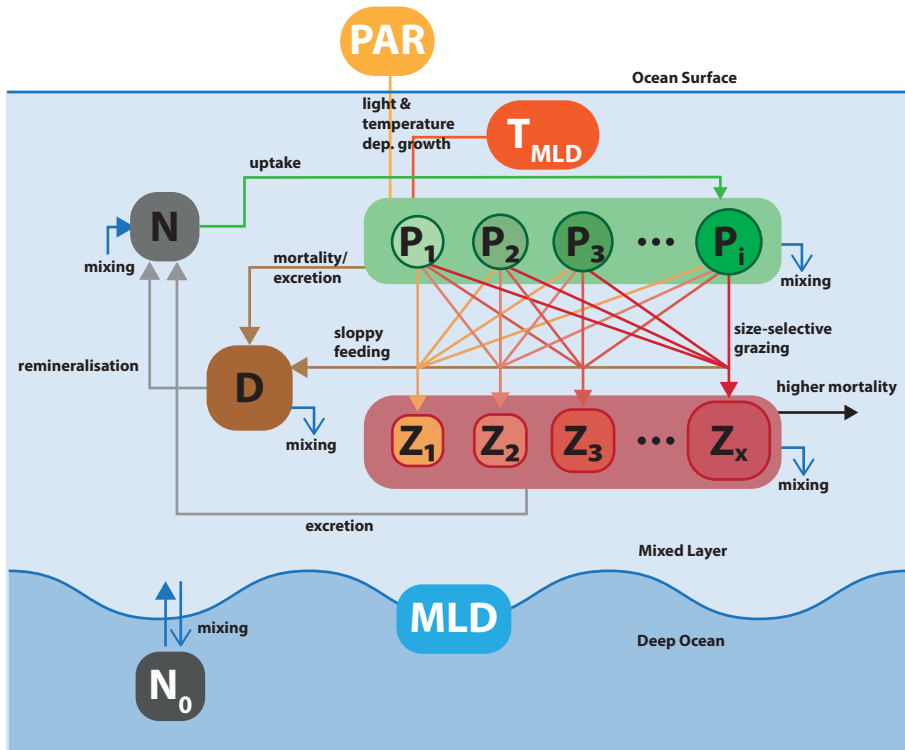 PAR
Ocean Surface
light &
temperature
dep. growth
T_MLD
uptake
N
P₁
P₂
P₃
...
Pᵢ
mixing
mixing
mortality/
excretion
sloppy
feeding
size-selective
grazing
remineralisation
D
higher mortality
mixing
Z₁
Z₂
Z₃
...
Zₓ
mixing
excretion
Mixed Layer
MLD
mixing
Deep Ocean
N₀